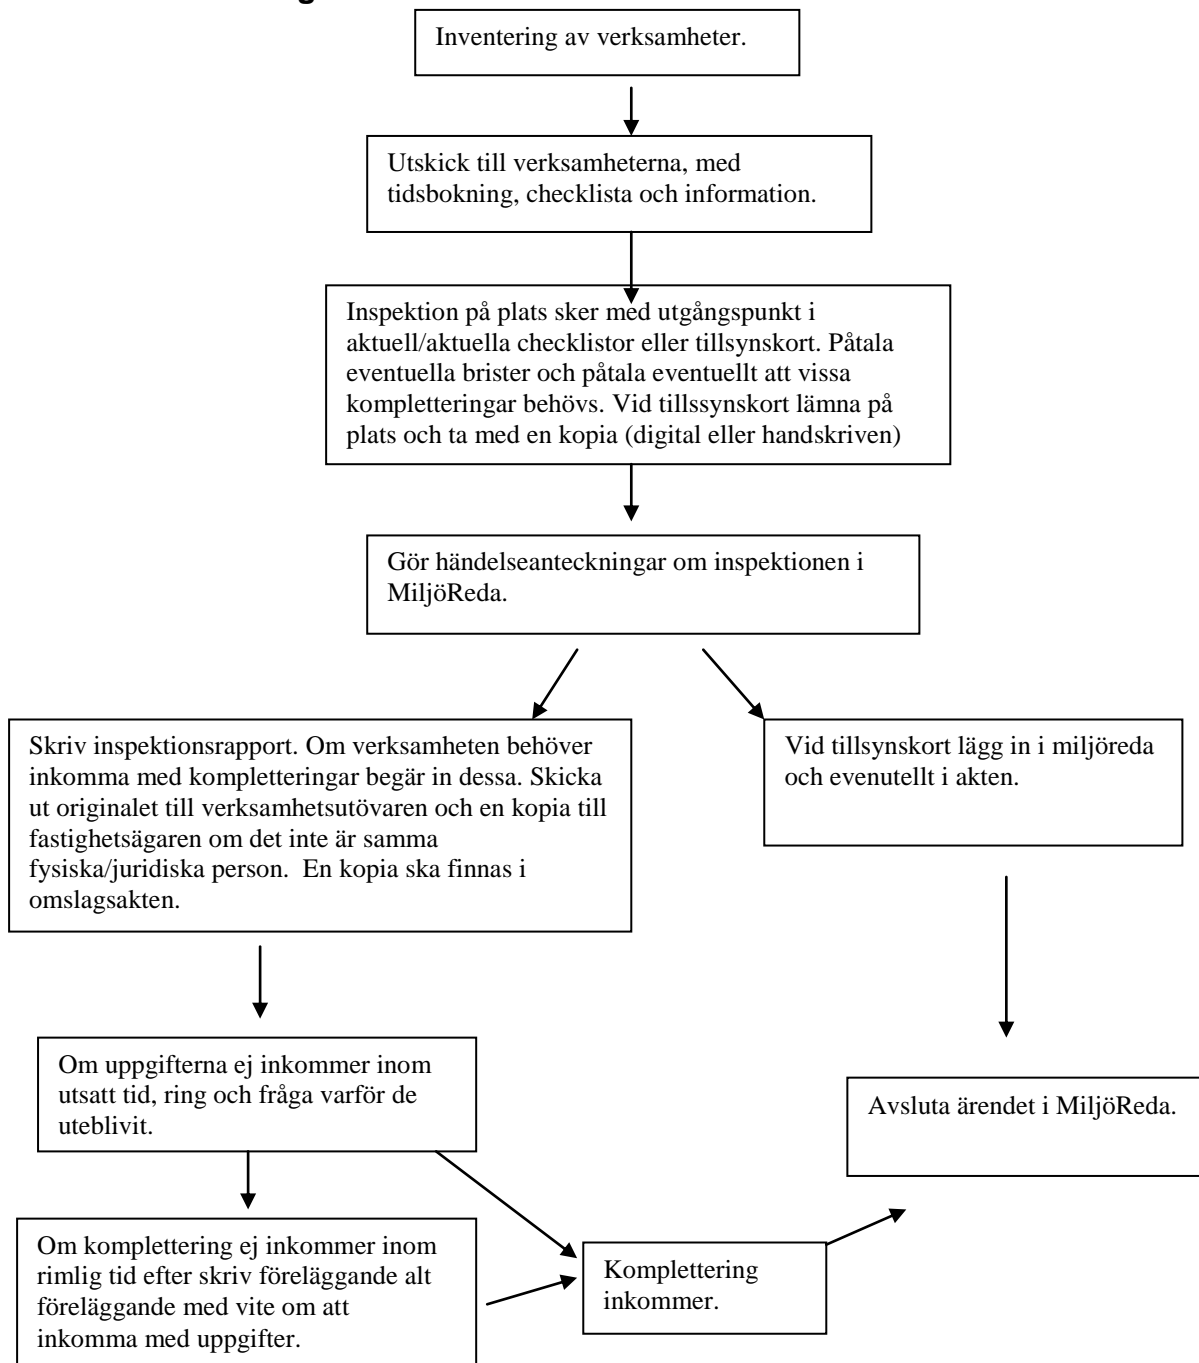 Inventering av verksamheter.
Utskick till verksamheterna, med
tidsbokning, checklista och information.
Inspektion på plats sker med utgångspunkt i
aktuell/aktuella checklistor eller tillsynskort. Påtala
eventuella brister och påtala eventuellt att vissa
kompletteringar behövs. Vid tillssynskort lämna på
plats och ta med en kopia (digital eller handskriven)
Gör händelseanteckningar om inspektionen i
MiljöReda.
Skriv inspektionsrapport. Om verksamheten behöver
inkomma med kompletteringar begär in dessa. Skicka
ut originalet till verksamhetsutövaren och en kopia till
fastighetsägaren om det inte är samma
fysiska/juridiska person.  En kopia ska finnas i
omslagsakten.
Vid tillsynskort lägg in i miljöreda
och evenutellt i akten.
Om uppgifterna ej inkommer inom
utsatt tid, ring och fråga varför de
uteblivit.
Avsluta ärendet i MiljöReda.
Om komplettering ej inkommer inom
rimlig tid efter skriv föreläggande alt
föreläggande med vite om att
inkomma med uppgifter.
Komplettering
inkommer.